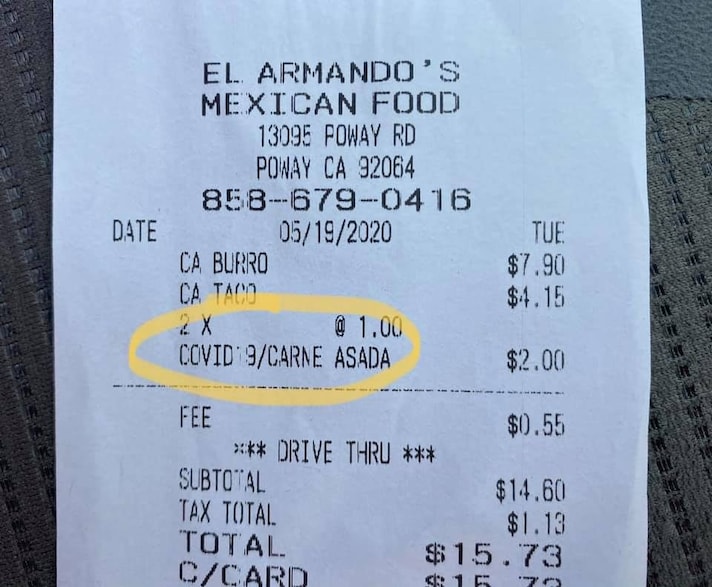 EL ARMANDO'S
MEXICAN FOOD
13095 POWAY RD
POWAY CA 92064
858-679-0416
DATE 05/19/2020 TUE
CA BURRO $7.90
CA TACO $4.15
2 X @ 1.00
COVID19/CARNE ASADA $2.00
FEE $0.55
*** DRIVE THRU ***
SUBTOTAL $14.60
TAX TOTAL $1.13
TOTAL $15.73
C/CARD $15.73